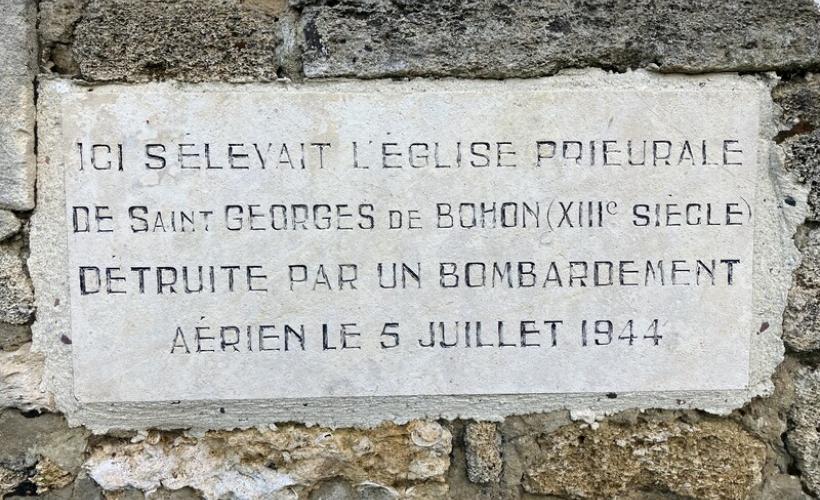 ICI S'ÉLEVAIT L'ÉGLISE PRIEURALE
DE SAINT GEORGES DE BOHON (XIIIe SIÈCLE)
DÉTRUITE PAR UN BOMBARDEMENT
AÉRIEN LE 5 JUILLET 1944